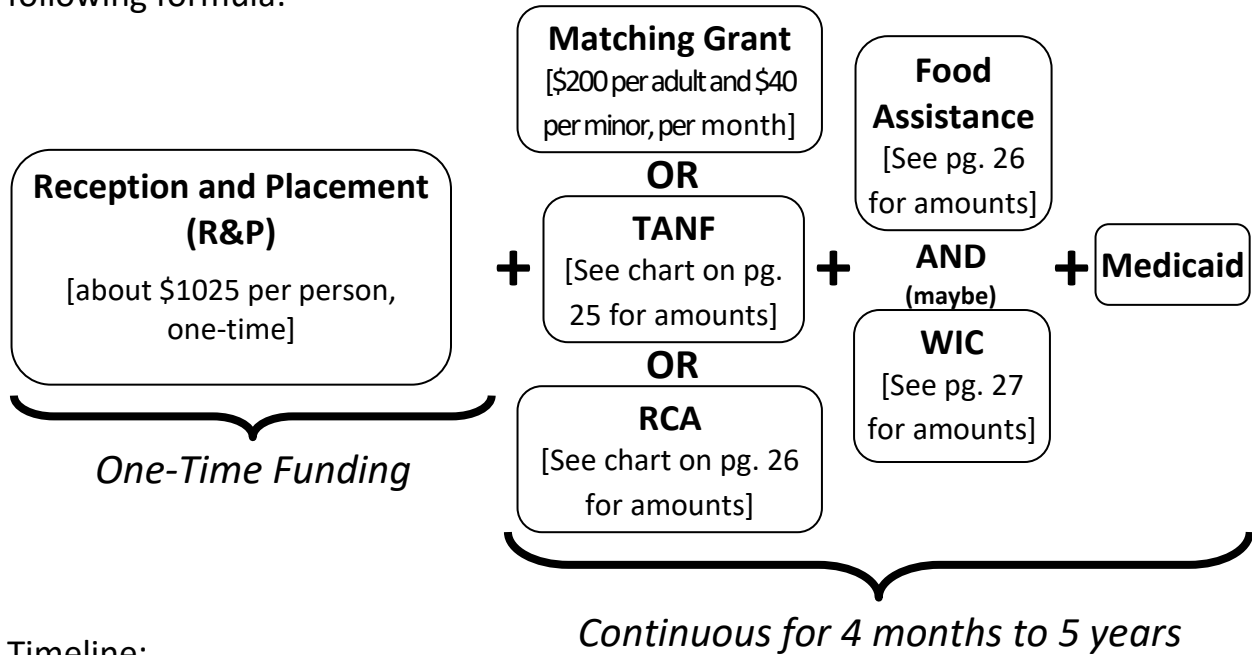 following formula:
Reception and Placement
(R&P)
[about $1025 per person,
one-time]
One-Time Funding
+
Matching Grant
[$200 per adult and $40
per minor, per month]
OR
TANF
[See chart on pg.
25 for amounts]
OR
RCA
[See chart on pg. 26
for amounts]
+
Food
Assistance
[See pg. 26
for amounts]
AND
(maybe)
WIC
[See pg. 27
for amounts]
+
Medicaid
Continuous for 4 months to 5 years
Timeline: